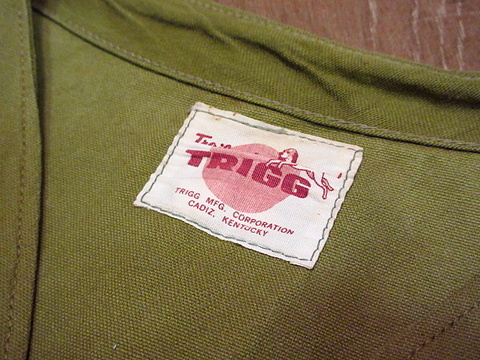 TRIGG
TRIGG MFG. CORPORATION
CADIZ, KENTUCKY